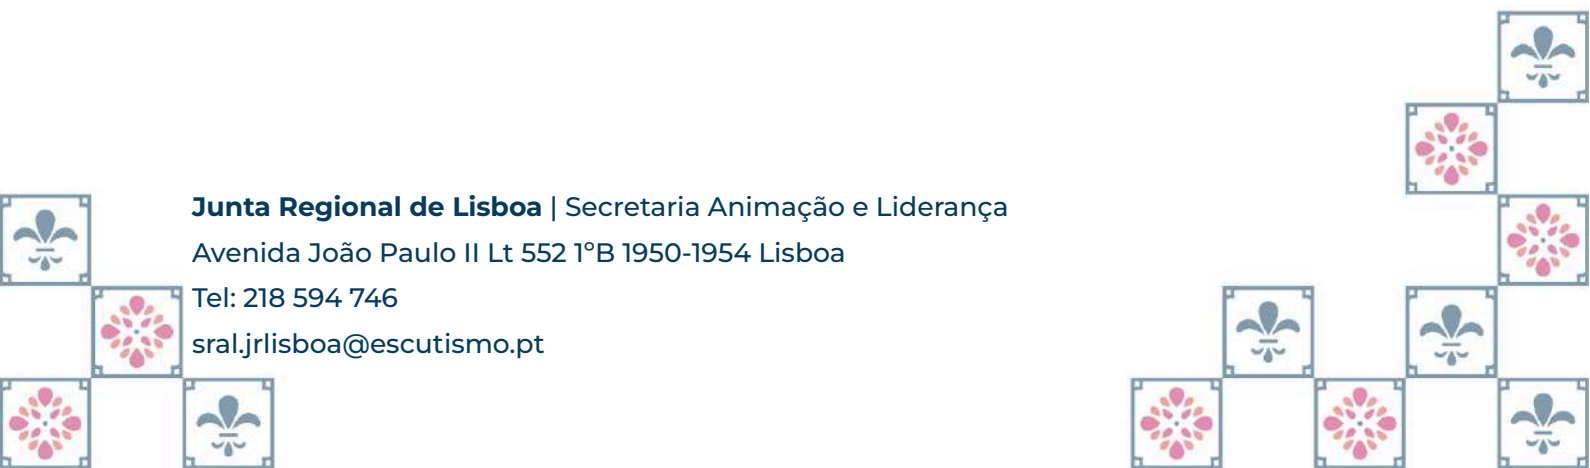 Junta Regional de Lisboa | Secretaria Animação e Liderança
Avenida João Paulo II Lt 552 1ºB 1950-1954 Lisboa
Tel: 218 594 746
sral.jrlisboa@escutismo.pt